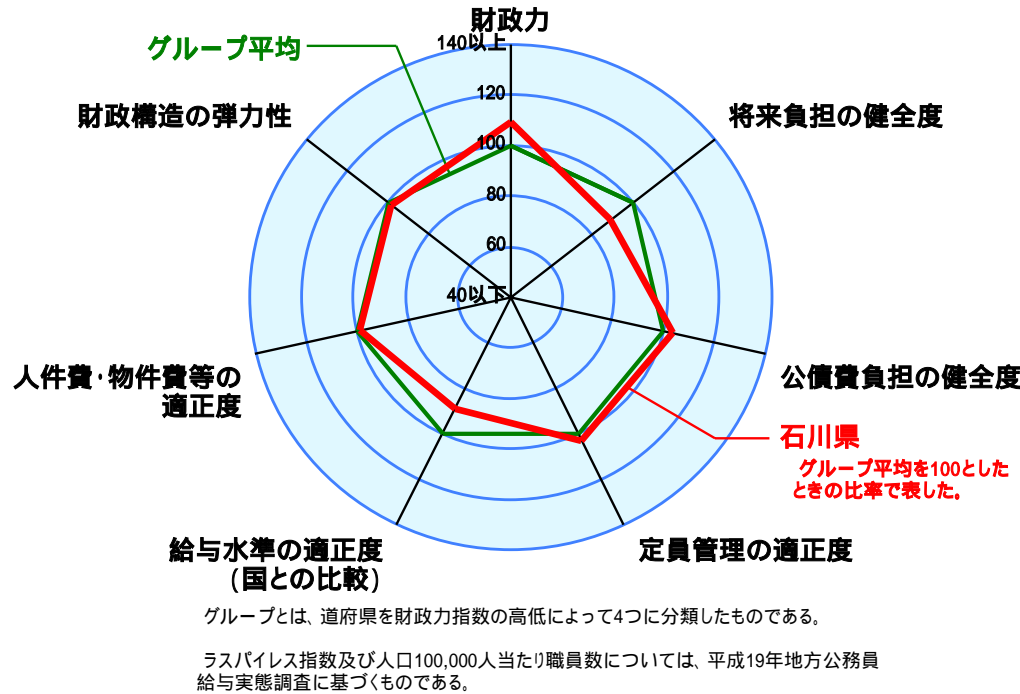 財政力
140以上
グループ平均
120
財政構造の弾力性
将来負担の健全度
100
80
60
40以下
人件費・物件費等の
適正度
公債費負担の健全度
石川県
グループ平均を100とした
ときの比率で表した。
給与水準の適正度
(国との比較)
定員管理の適正度
グループとは、道府県を財政力指数の高低によって4つに分類したものである。
ラスパイレス指数及び人口100,000人当たり職員数については、平成19年地方公務員
給与実態調査に基づくものである。